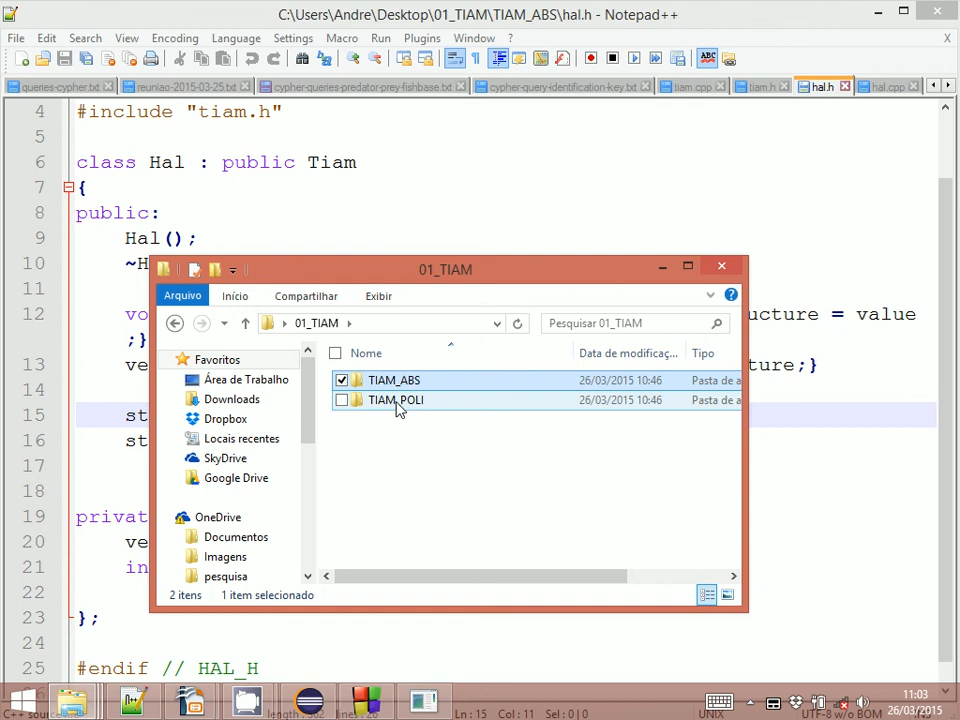 C:\Users\Andre\Desktop\01_TIAM\TIAM_ABS\hal.h - Notepad++
File Edit Search View Encoding Language Settings Macro Run Plugins Window ? X
queries-cypher.txt reuniao-2015-03-25.txt cypher-queries-predator-prey-fishbase.txt cypher-query-identification-key.txt tiam.cpp tiam.h hal.h hal.cpp
4 #include "tiam.h"
5
6 class Hal : public Tiam
7 {
8 public:
9 Hal();
10 ~H
11
12 vo ucture = value
;}
13 ve ture;}
14
15 st
16 st
17
18
19 privat
20 ve
21 in
22
23 };
24
25 #endif // HAL_H
01_TIAM
Arquivo Início Compartilhar Exibir
01_TIAM Pesquisar 01_TIAM
Favoritos
Área de Trabalho
Downloads
Dropbox
Locais recentes
SkyDrive
Google Drive
OneDrive
Documentos
Imagens
pesquisa
Nome Data de modificaç... Tipo
TIAM_ABS 26/03/2015 10:46 Pasta de a
TIAM_POLI 26/03/2015 10:46 Pasta de a
2 itens 1 item selecionado
Ln : 15 Col : 11 Sel : 0 | 0 UNIX UTF-8 w/o BOM
11:03
26/03/2015